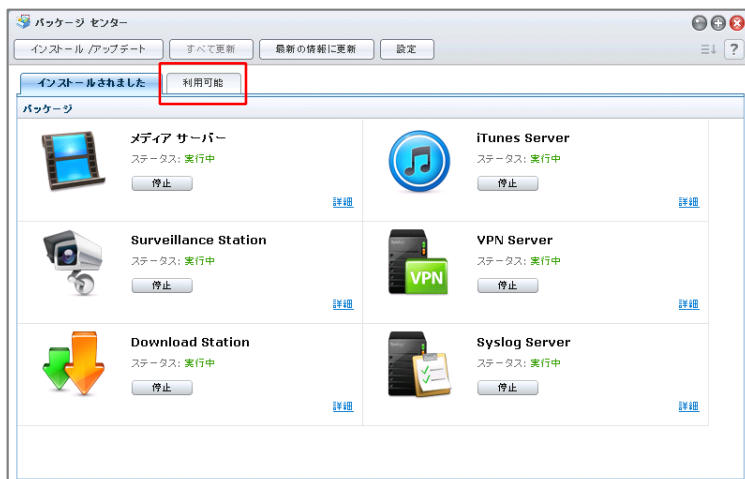 パッケージ センター
インストール /アップデート すべて更新 最新の情報に更新 設定 ?
インストールされました 利用可能
パッケージ
メディア サーバー
ステータス: 実行中
停止
詳細
iTunes Server
ステータス: 実行中
停止
詳細
Surveillance Station
ステータス: 実行中
停止
詳細
VPN
VPN Server
ステータス: 実行中
停止
詳細
Download Station
ステータス: 実行中
停止
詳細
Syslog Server
ステータス: 実行中
停止
詳細